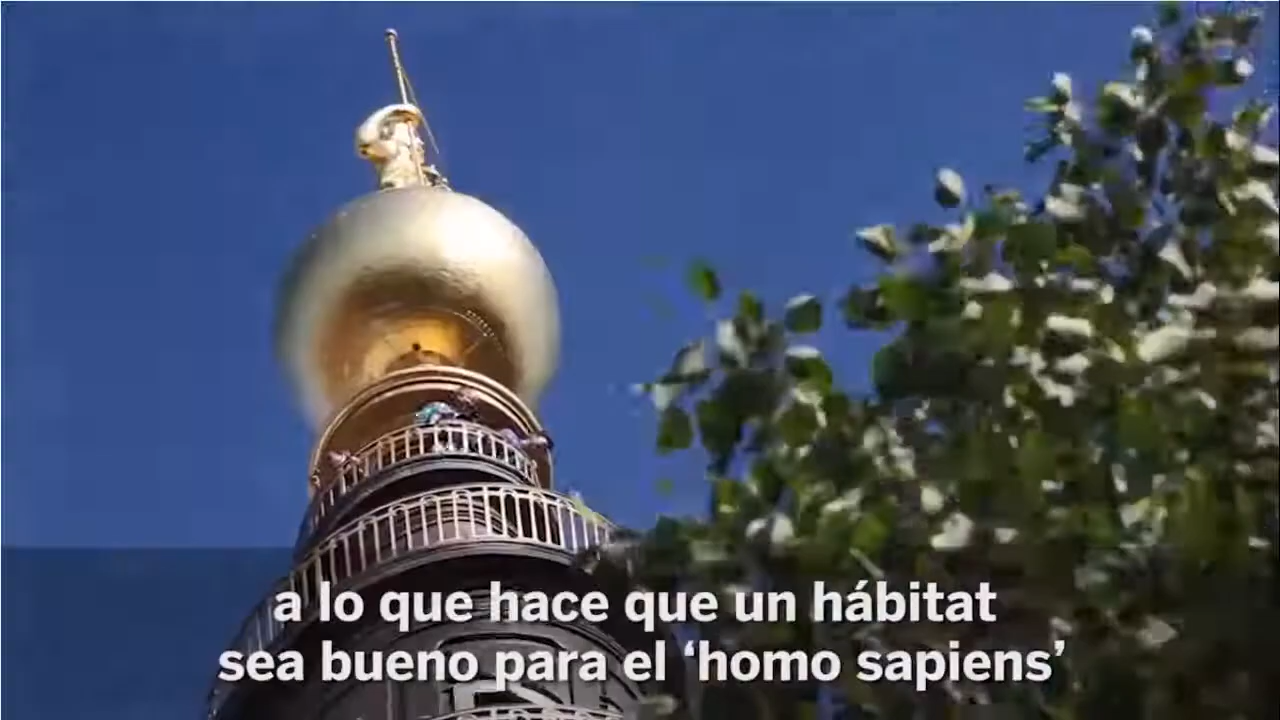 a lo que hace que un hábitat
sea bueno para el ‘homo sapiens’